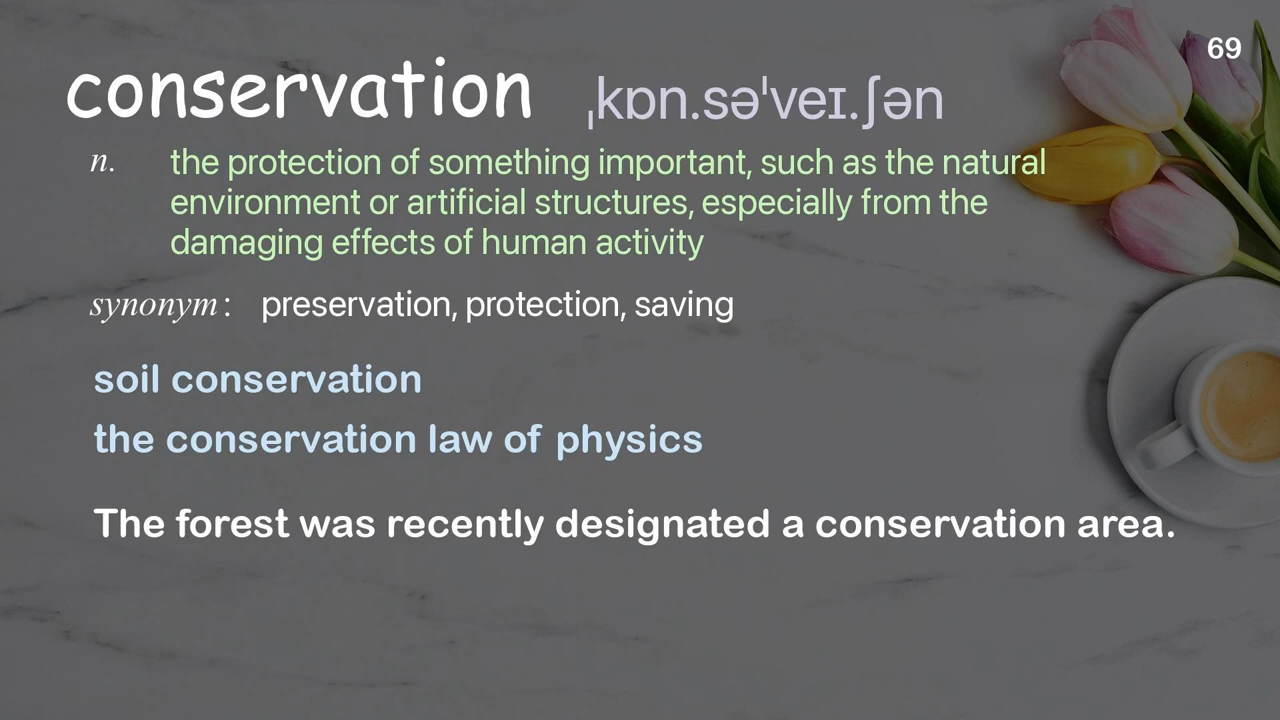 69
conservation ˌkɒn.səˈveɪ.ʃən
n. the protection of something important, such as the natural
environment or artificial structures, especially from the
damaging effects of human activity
synonym: preservation, protection, saving
soil conservation
the conservation law of physics
The forest was recently designated a conservation area.